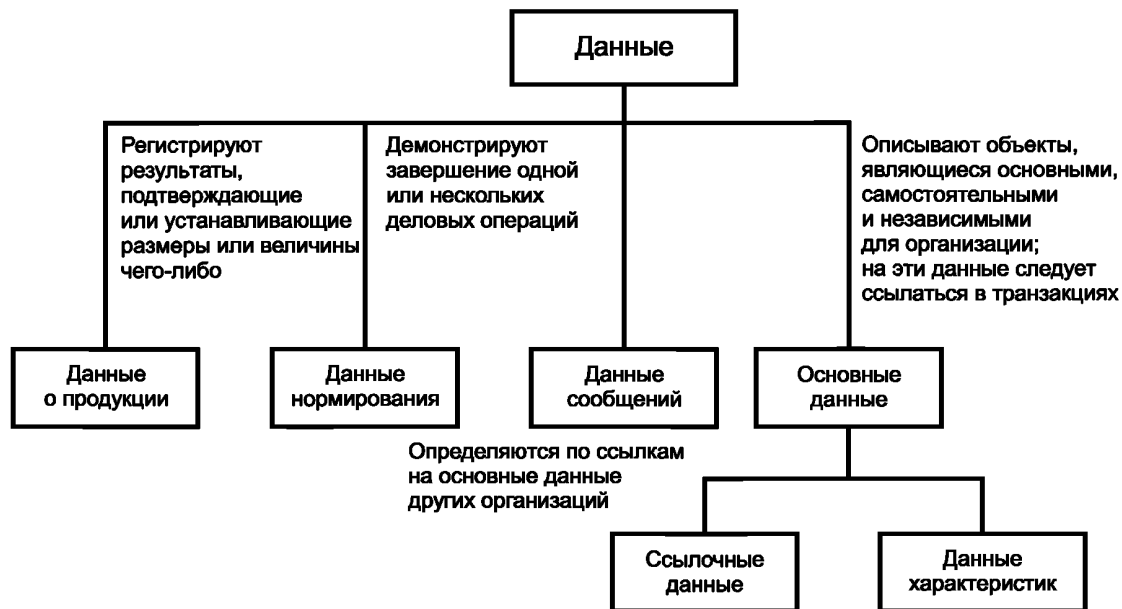 Данные
Регистрируют
результаты,
подтверждающие
или устанавливающие
размеры или величины
чего-либо
Демонстрируют
завершение одной
или нескольких
деловых операций
Описывают объекты,
являющиеся основными,
самостоятельными
и независимыми
для организации;
на эти данные следует
ссылаться в транзакциях
Данные
о продукции
Данные
нормирования
Данные
сообщений
Основные
данные
Определяются по ссылкам
на основные данные
других организаций
Ссылочные
данные
Данные
характеристик